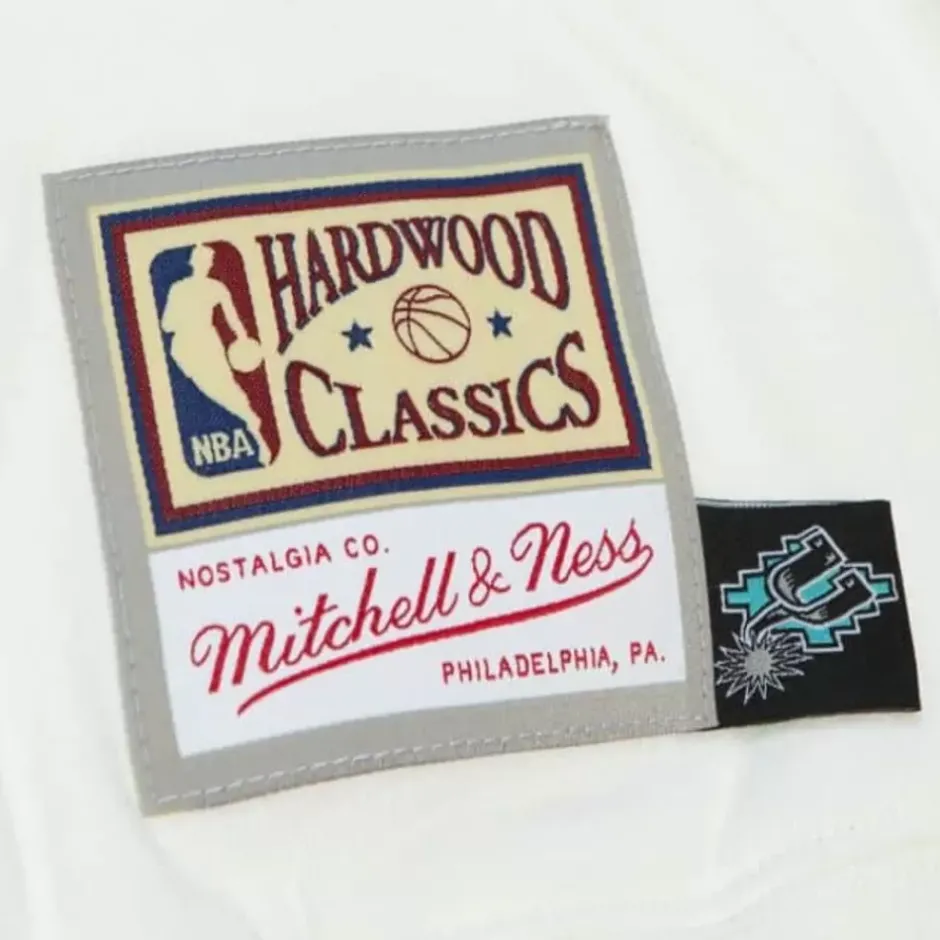 HARDWOOD
CLASSICS
NBA
NOSTALGIA CO.
Mitchell & Ness
PHILADELPHIA, PA.